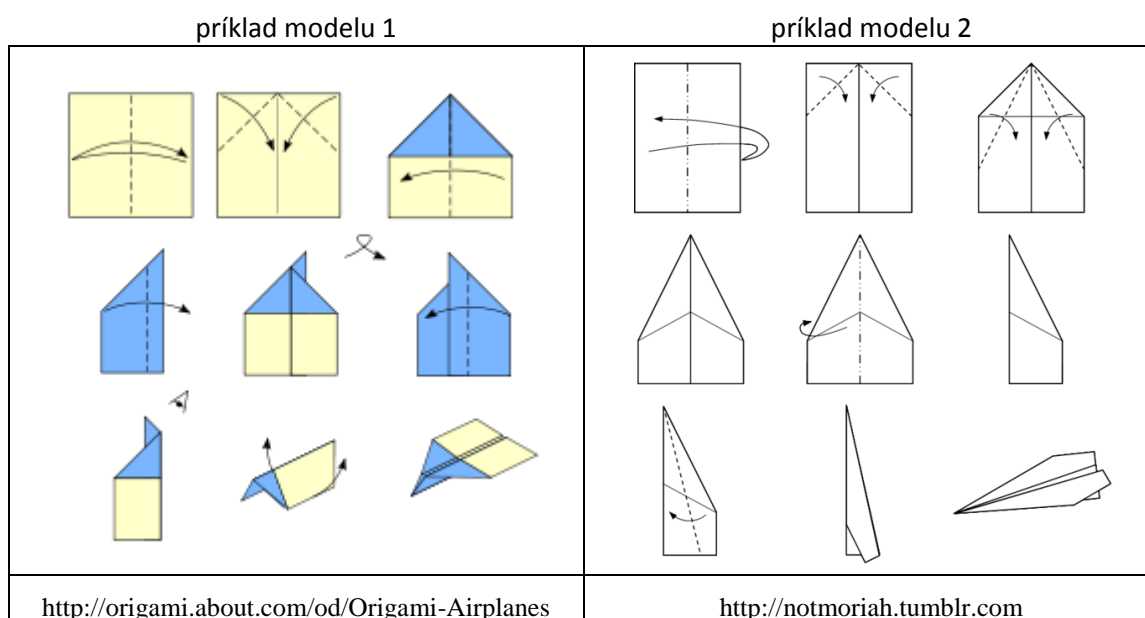 príklad modelu 1
príklad modelu 2
http://origami.about.com/od/Origami-Airplanes
http://notmoriah.tumblr.com